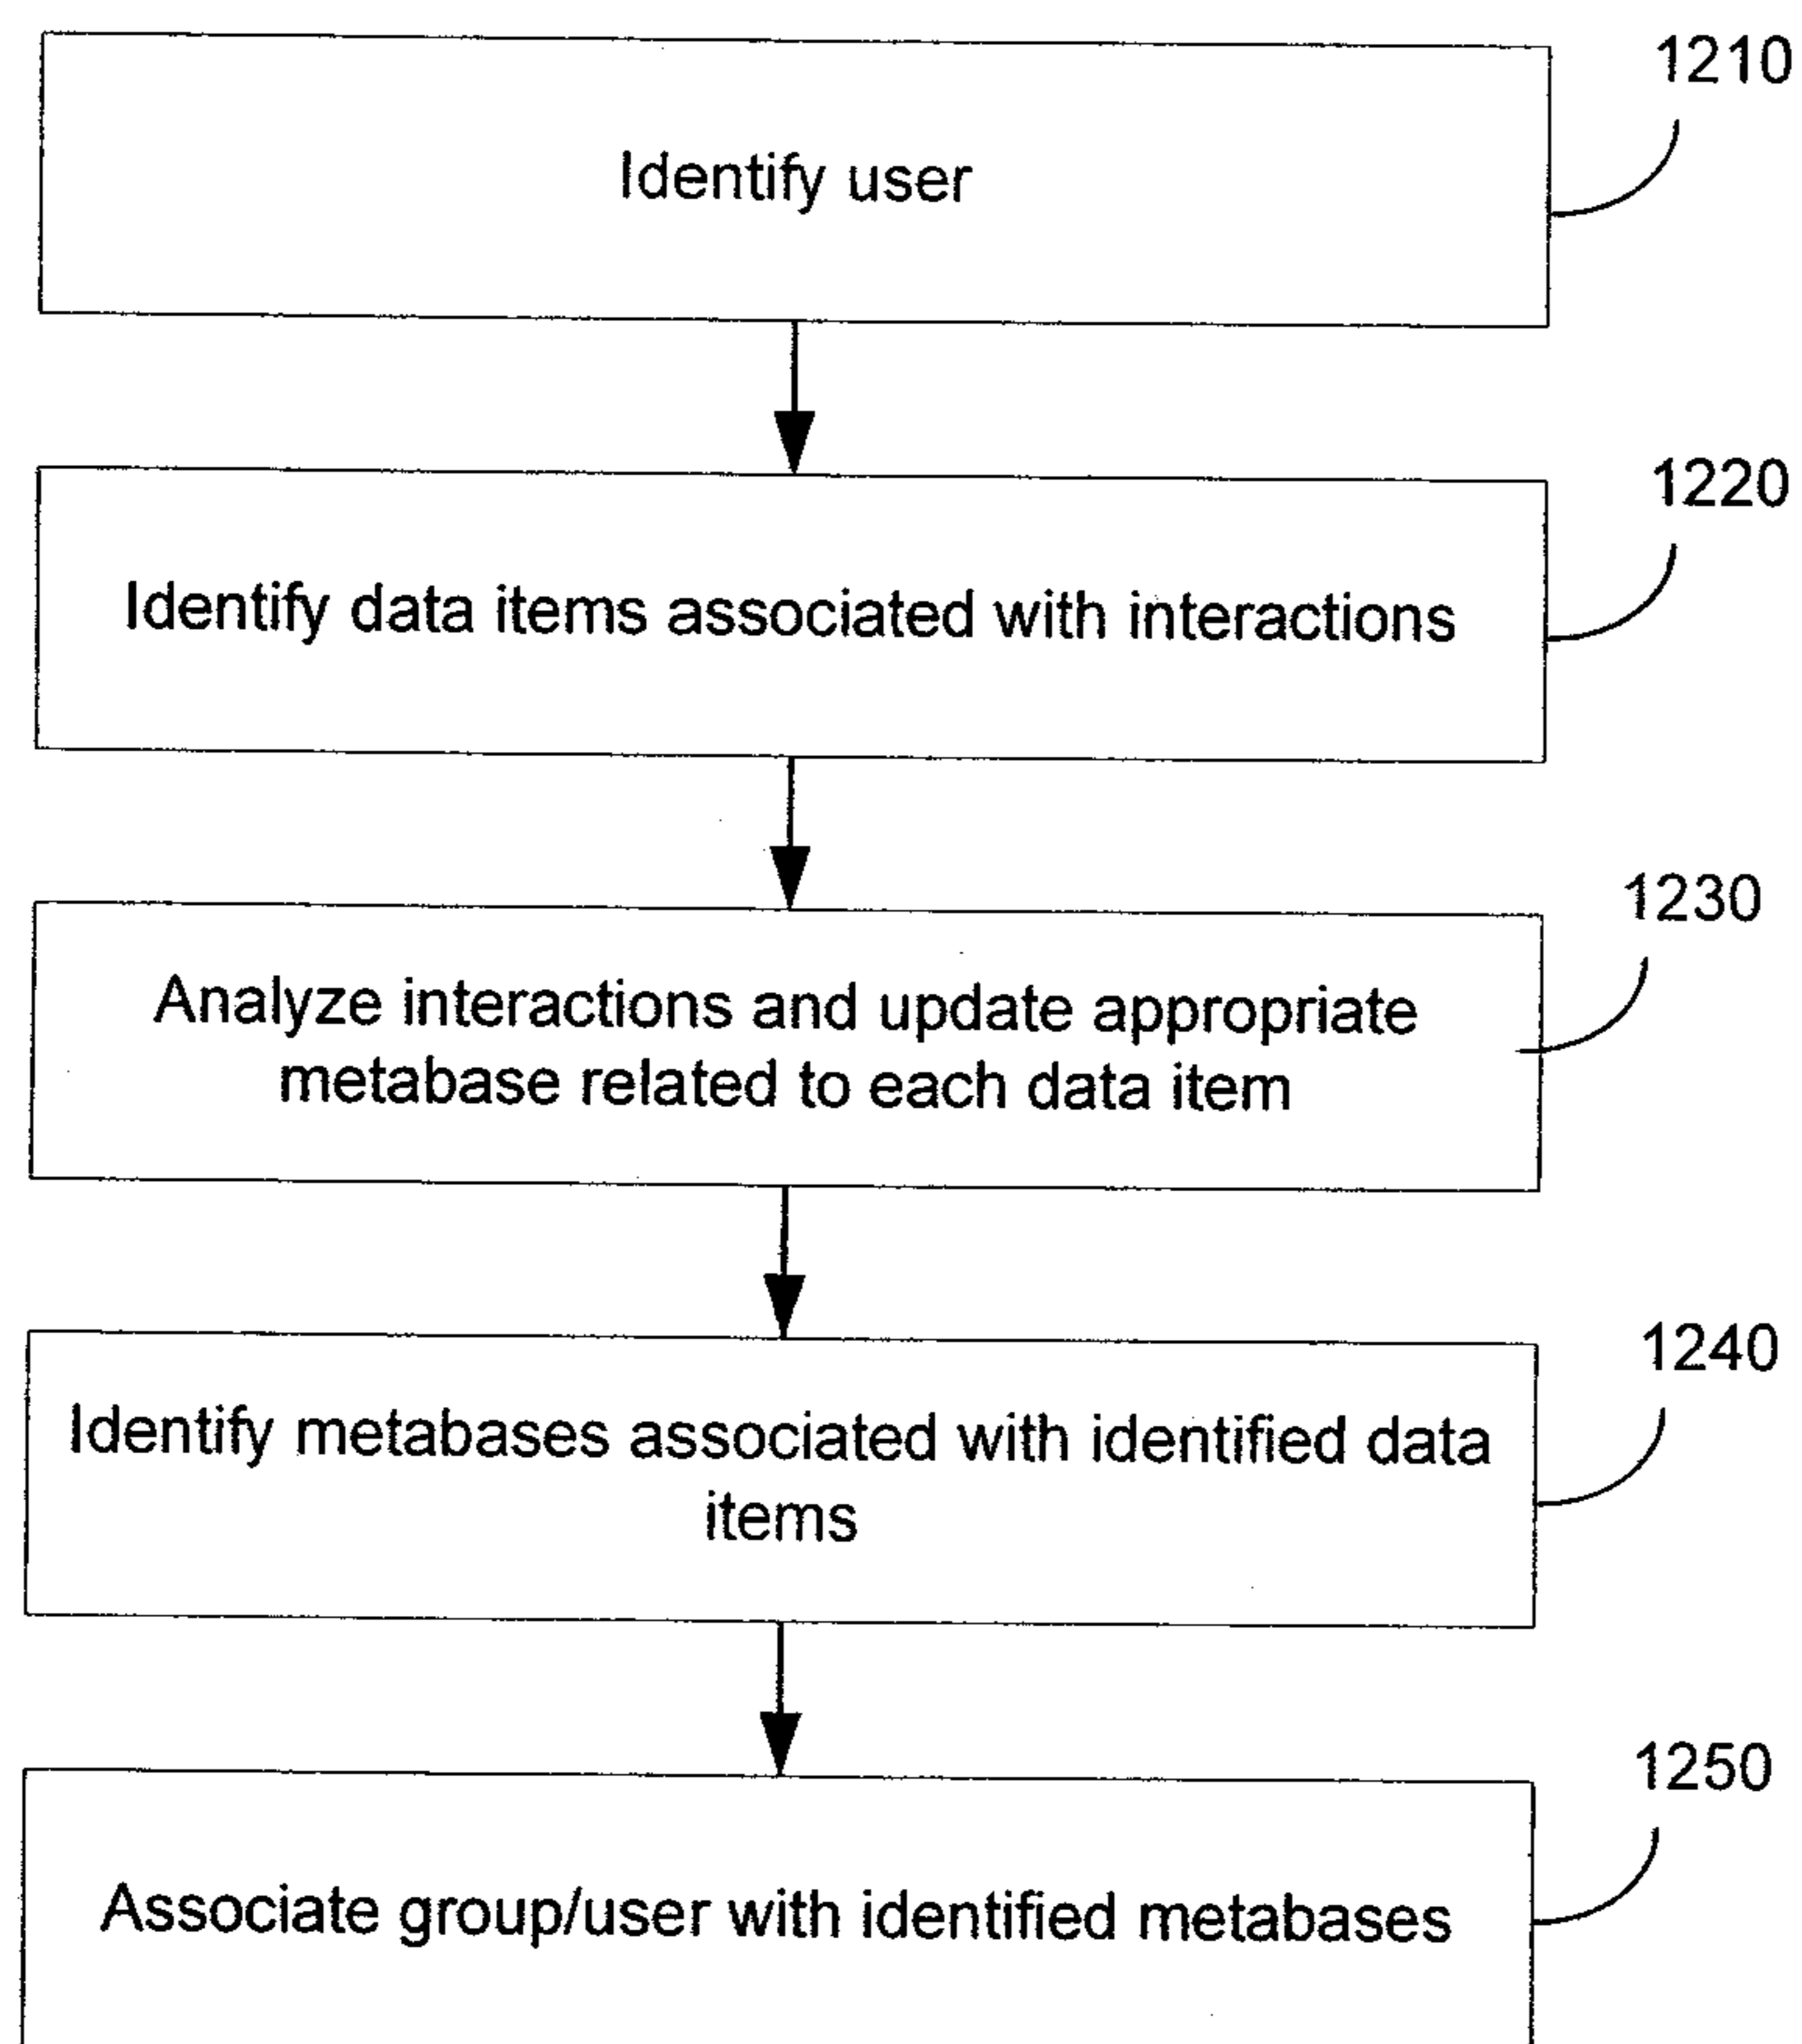 1210
Identify user
1220
Identify data items associated with interactions
1230
Analyze interactions and update appropriate
metabase related to each data item
1240
Identify metabases associated with identified data
items
1250
Associate group/user with identified metabases